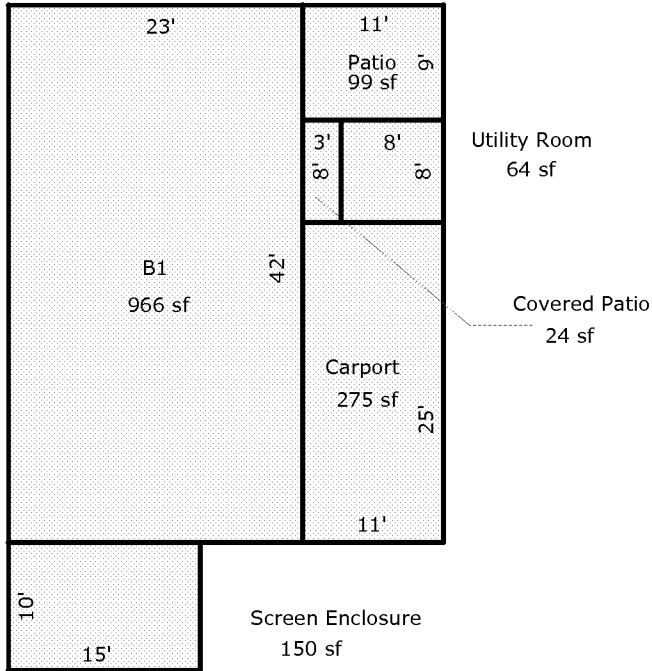 23'
11'
Patio
99 sf
9'
3'
8'
8'
8'
Utility Room
64 sf
B1
966 sf
42'
Covered Patio
24 sf
Carport
275 sf
25'
11'
10'
15'
Screen Enclosure
150 sf